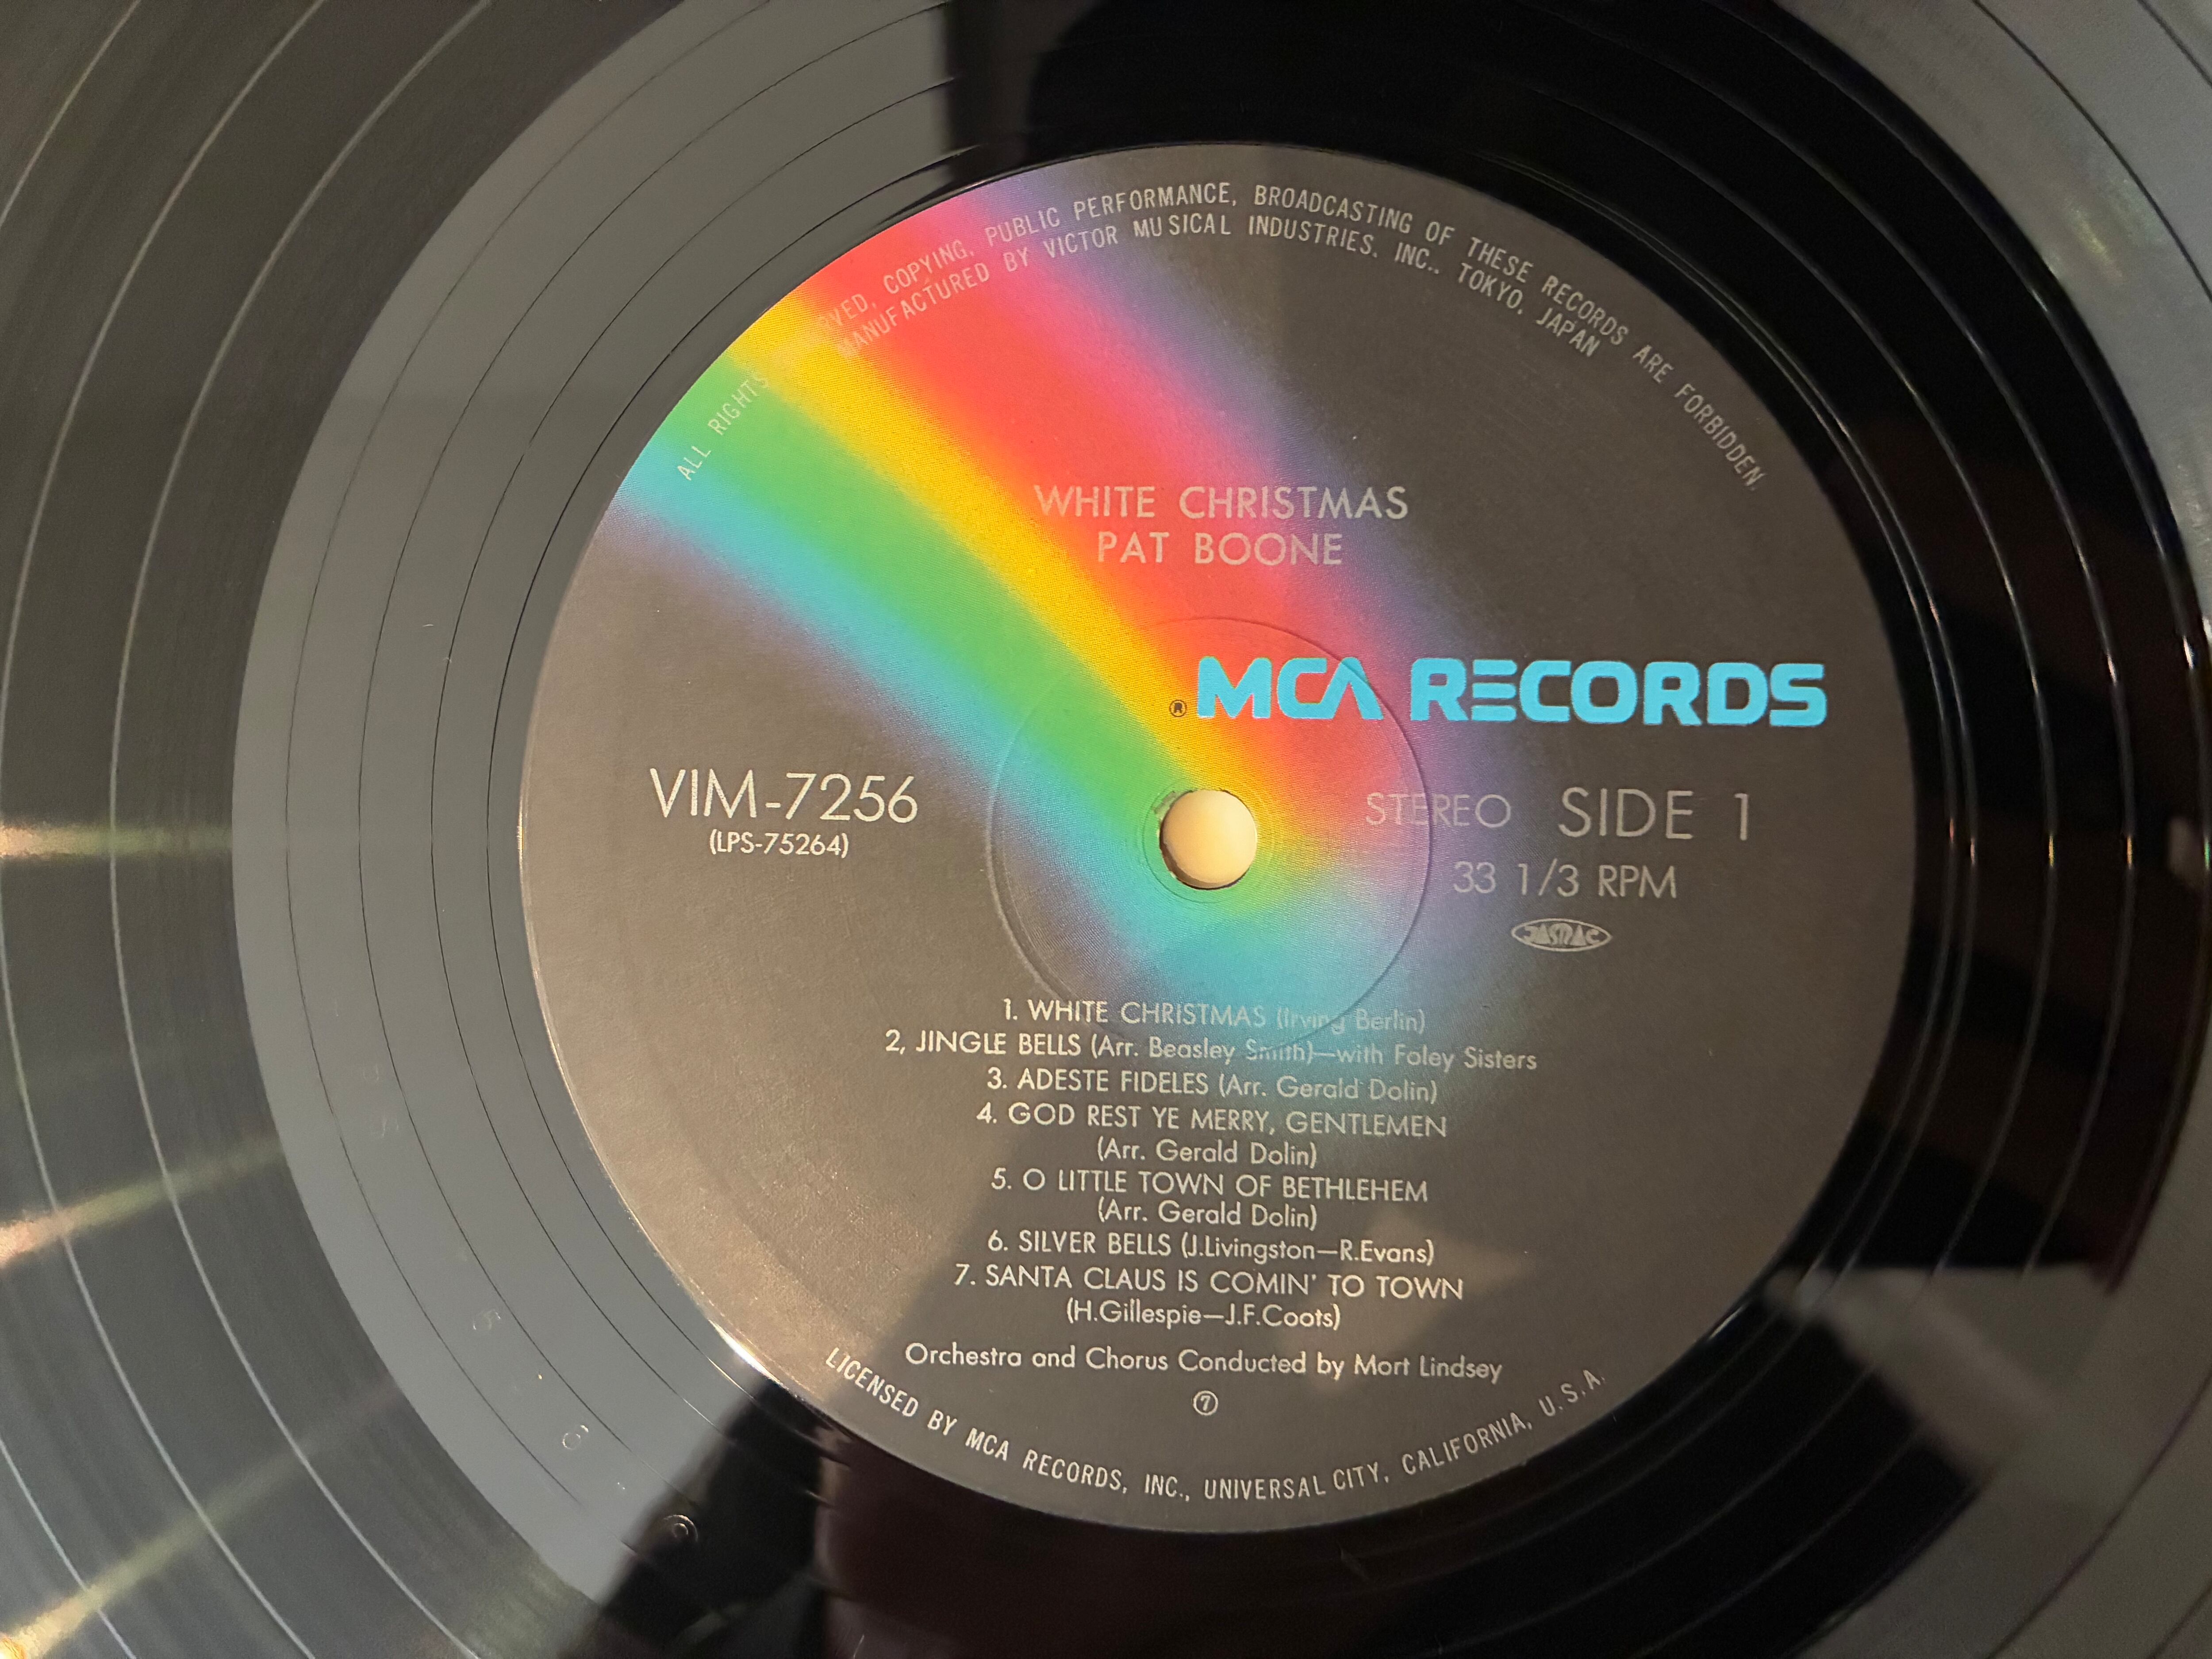 ALL RIGHTS RESERVED, COPYING, PUBLIC PERFORMANCE, BROADCASTING OF THESE RECORDS ARE FORBIDDEN.
MANUFACTURED BY VICTOR MUSICAL INDUSTRIES, INC., TOKYO, JAPAN
WHITE CHRISTMAS
PAT BOONE
® MCA RECORDS
VIM-7256
(LPS-75264)
STEREO SIDE 1
33 1/3 RPM
JASRAC
1. WHITE CHRISTMAS (Irving Berlin)
2, JINGLE BELLS (Arr. Beasley Smith)—with Foley Sisters
3. ADESTE FIDELES (Arr. Gerald Dolin)
4. GOD REST YE MERRY, GENTLEMEN
(Arr. Gerald Dolin)
5. O LITTLE TOWN OF BETHLEHEM
(Arr. Gerald Dolin)
6. SILVER BELLS (J.Livingston—R.Evans)
7. SANTA CLAUS IS COMIN' TO TOWN
(H.Gillespie—J.F.Coots)
Orchestra and Chorus Conducted by Mort Lindsey
⑦
LICENSED BY MCA RECORDS, INC., UNIVERSAL CITY, CALIFORNIA, U.S.A.